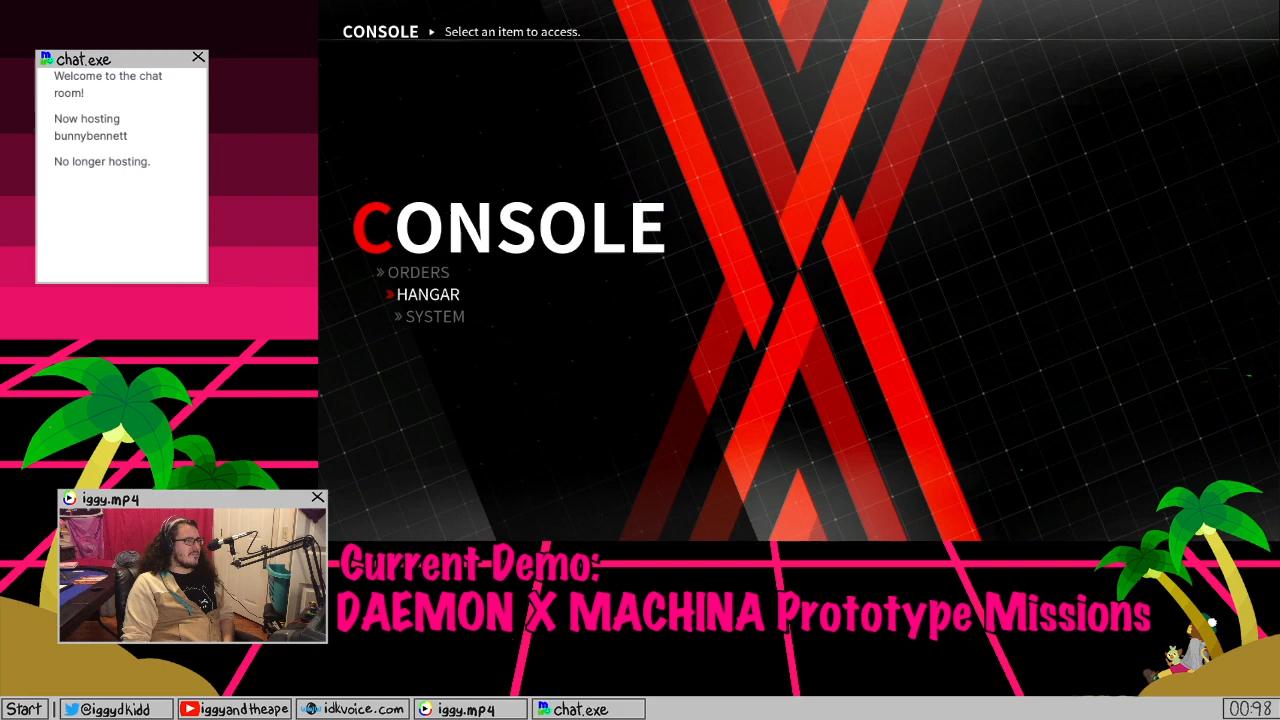 CONSOLE ▸ Select an item to access.
chat.exe
Welcome to the chat
room!
Now hosting
bunnybennett
No longer hosting.
CONSOLE
» ORDERS
» HANGAR
» SYSTEM
iggy.mp4
Current Demo:
DAEMON X MACHINA Prototype Missions
Start | @iggydkidd iggyandtheape www idkvoice.com iggy.mp4 chat.exe 00:98